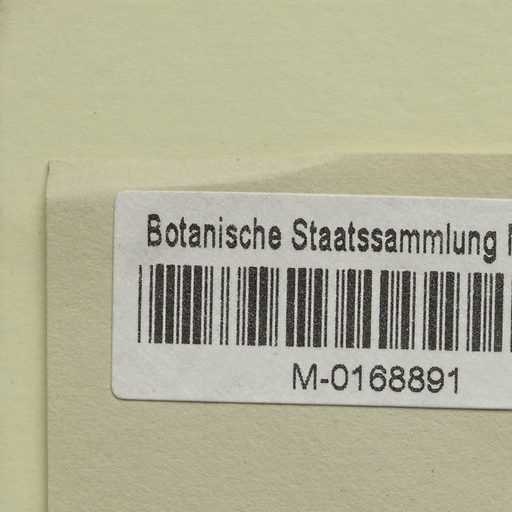 Botanische Staatssammlung
M-0168891